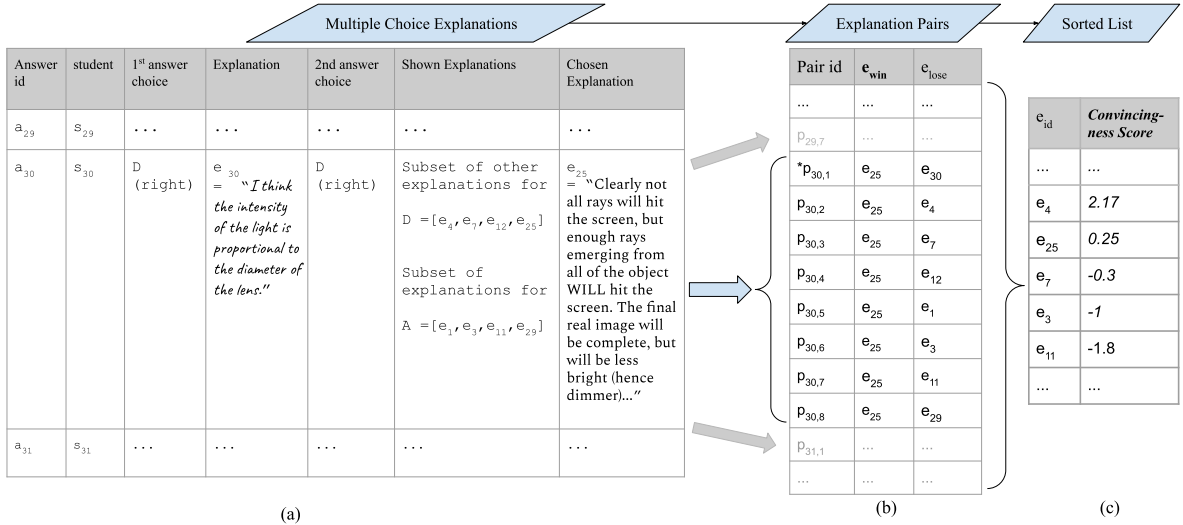 Multiple Choice Explanations
Explanation Pairs
Sorted List
Answer id
student
1st answer choice
Explanation
2nd answer choice
Shown Explanations
Chosen Explanation
a29 s29 ... ... ... ... ...
a30
s30
D
(right)
e 30
= “I think
the intensity
of the light is
proportional to
the diameter of
the lens.”
D
(right)
Subset of other
explanations for
D =[e4,e7,e12,e25]
Subset of
explanations for
A =[e1,e3,e11,e29]
e25
= “Clearly not
all rays will hit
the screen, but
enough rays
emerging from
all of the object
WILL hit the
screen. The final
real image will
be complete, but
will be less
bright (hence
dimmer)...”
a31 s31 ... ... ... ... ...
(a)
Pair id ewin elose
... ... ...
p29,7 ... ...
*p30,1 e25 e30
p30,2 e25 e4
p30,3 e25 e7
p30,4 e25 e12
p30,5 e25 e1
p30,6 e25 e3
p30,7 e25 e11
p30,8 e25 e29
p31,1 ... ...
... ... ...
(b)
eid
Convincing-
ness Score
... ...
e4 2.17
e25 0.25
e7 -0.3
e3 -1
e11 -1.8
... ...
(c)